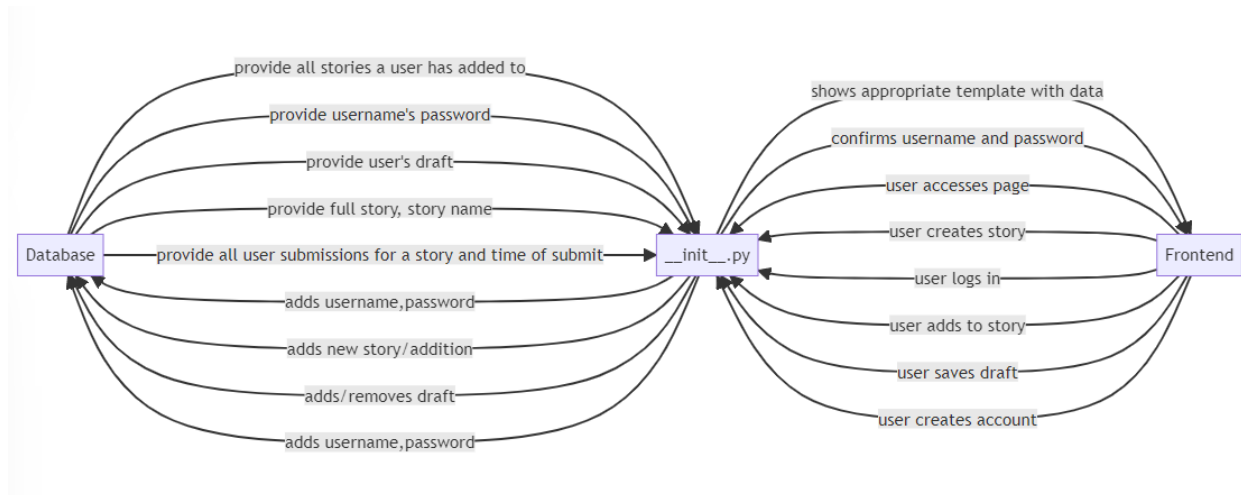 provide all stories a user has added to
shows appropriate template with data
provide username's password
confirms username and password
provide user's draft
user accesses page
provide full story, story name
user creates story
Database
provide all user submissions for a story and time of submit
__init__.py
Frontend
user logs in
adds username,password
user adds to story
adds new story/addition
user saves draft
adds/removes draft
user creates account
adds username,password